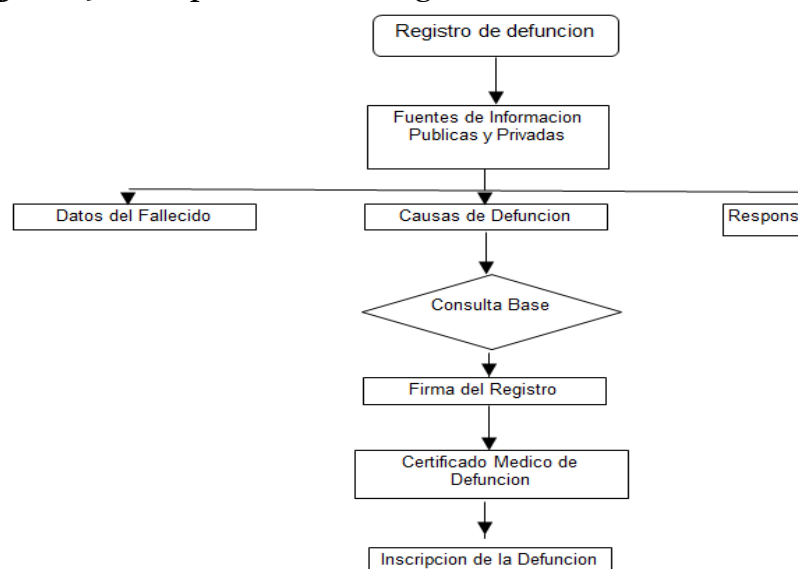 Registro de defuncion
Fuentes de Informacion
Publicas y Privadas
Datos del Fallecido
Causas de Defuncion
Respons
Consulta Base
Firma del Registro
Certificado Medico de
Defuncion
Inscripcion de la Defuncion